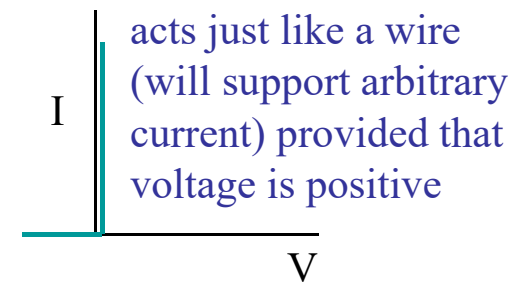 acts just like a wire
(will support arbitrary
I
current) provided that
voltage is positive
V